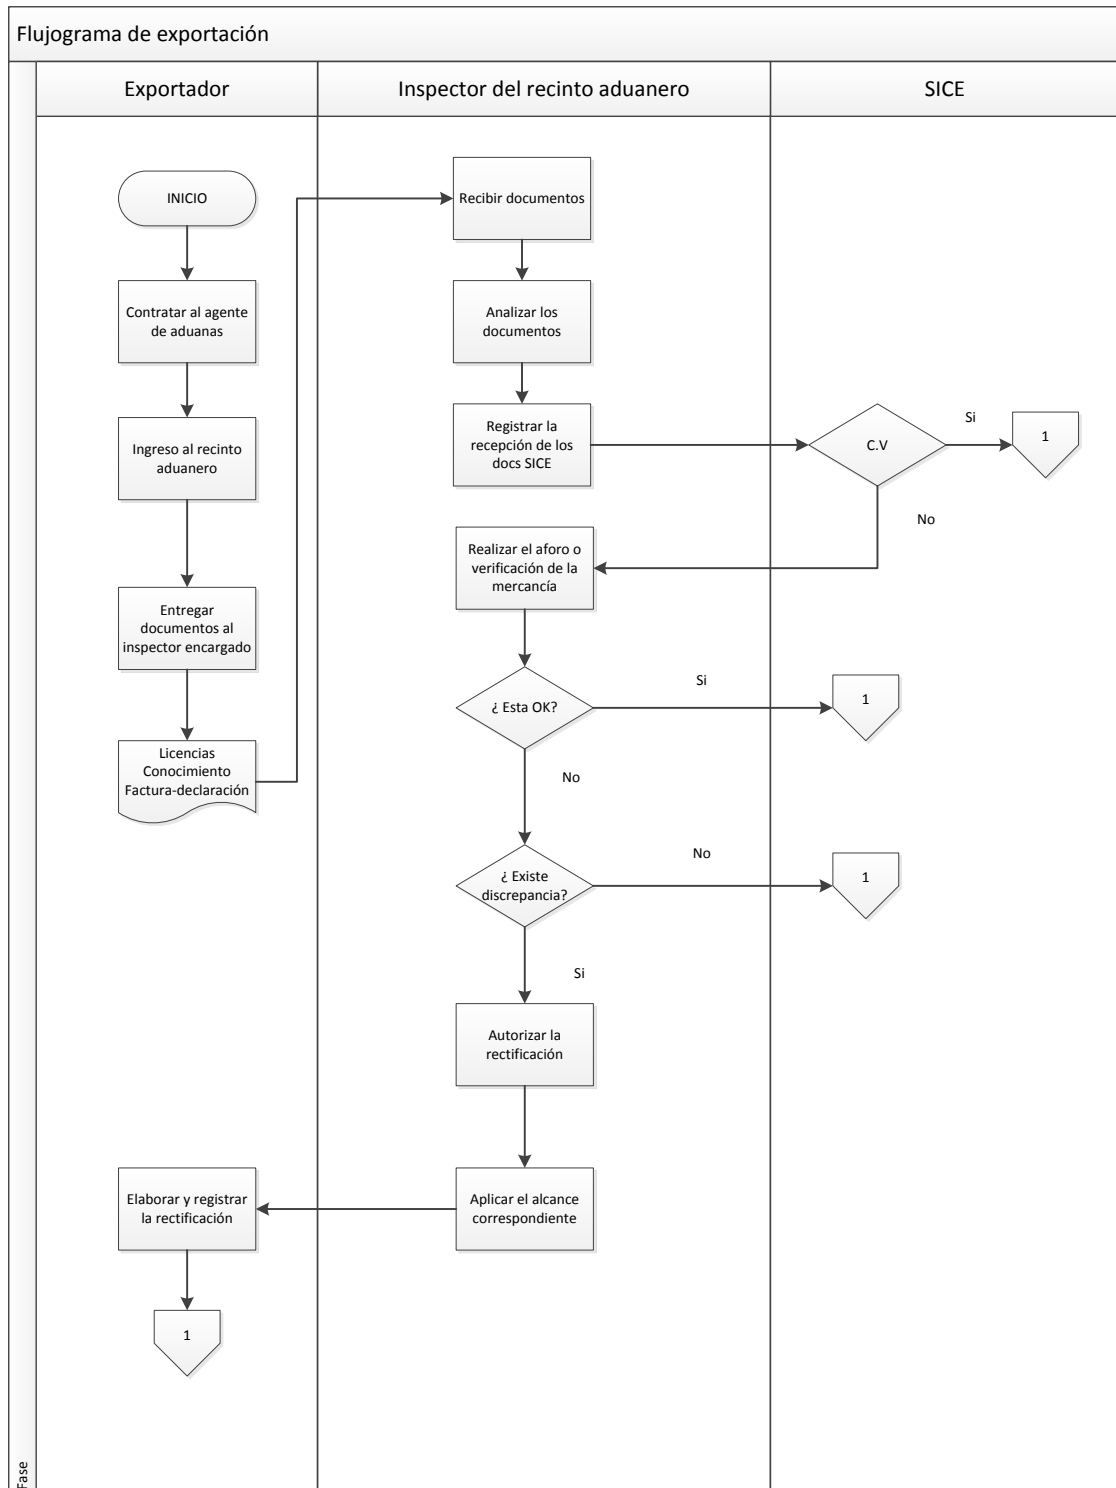 Flujograma de exportación
Exportador
Inspector del recinto aduanero
SICE
INICIO
Contratar al agente
de aduanas
Ingreso al recinto
aduanero
Entregar
documentos al
inspector encargado
Licencias
Conocimiento
Factura-declaración
Recibir documentos
Analizar los
documentos
Registrar la
recepción de los
docs SICE
C.V
Si
1
No
Realizar el aforo o
verificación de la
mercancía
¿ Esta OK?
Si
1
No
¿ Existe
discrepancia?
No
1
Si
Autorizar la
rectificación
Aplicar el alcance
correspondiente
Elaborar y registrar
la rectificación
1
Fase